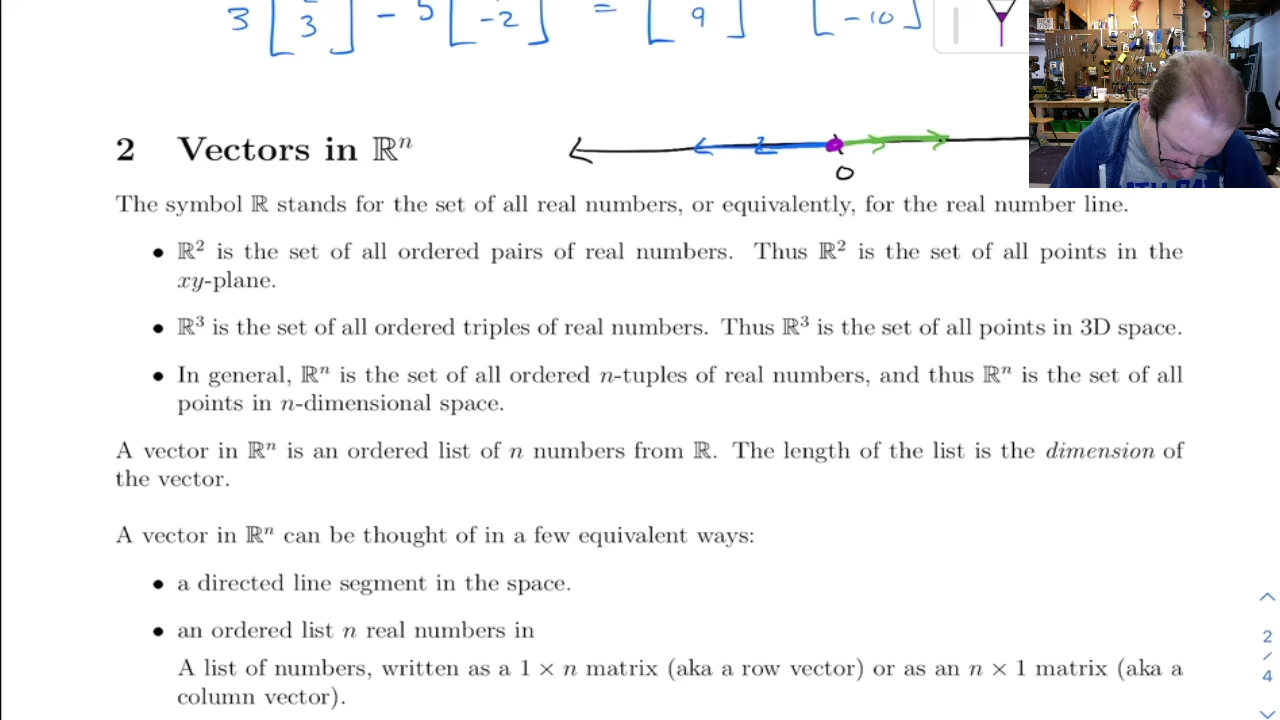 3 [ 3 ] - 5 [ -2 ] = [ 9 ] [ -10 ]
2 Vectors in ℝⁿ
0
The symbol ℝ stands for the set of all real numbers, or equivalently, for the real number line.
• ℝ² is the set of all ordered pairs of real numbers. Thus ℝ² is the set of all points in the
xy-plane.
• ℝ³ is the set of all ordered triples of real numbers. Thus ℝ³ is the set of all points in 3D space.
• In general, ℝⁿ is the set of all ordered n-tuples of real numbers, and thus ℝⁿ is the set of all
points in n-dimensional space.
A vector in ℝⁿ is an ordered list of n numbers from ℝ. The length of the list is the dimension of
the vector.
A vector in ℝⁿ can be thought of in a few equivalent ways:
• a directed line segment in the space.
• an ordered list n real numbers in
A list of numbers, written as a 1 × n matrix (aka a row vector) or as an n × 1 matrix (aka a
column vector).
2
/
4